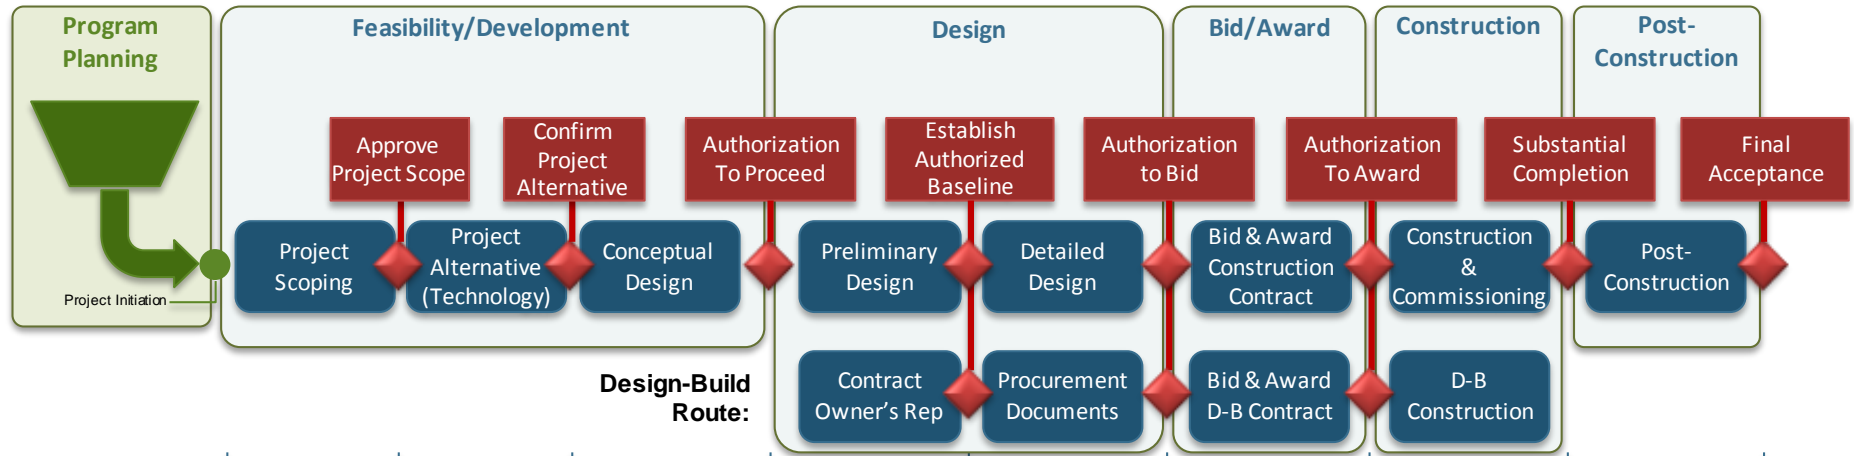 Program
Planning
Feasibility/Development
Design
Bid/Award
Construction
Post-
Construction
Approve
Project Scope
Confirm
Project
Alternative
Authorization
To Proceed
Establish
Authorized
Baseline
Authorization
to Bid
Authorization
To Award
Substantial
Completion
Final
Acceptance
Project
Scoping
Project
Alternative
(Technology)
Conceptual
Design
Preliminary
Design
Detailed
Design
Bid & Award
Construction
Contract
Construction
&
Commissioning
Post-
Construction
Project Initiation
Design-Build
Route:
Contract
Owner's Rep
Procurement
Documents
Bid & Award
D-B Contract
D-B
Construction